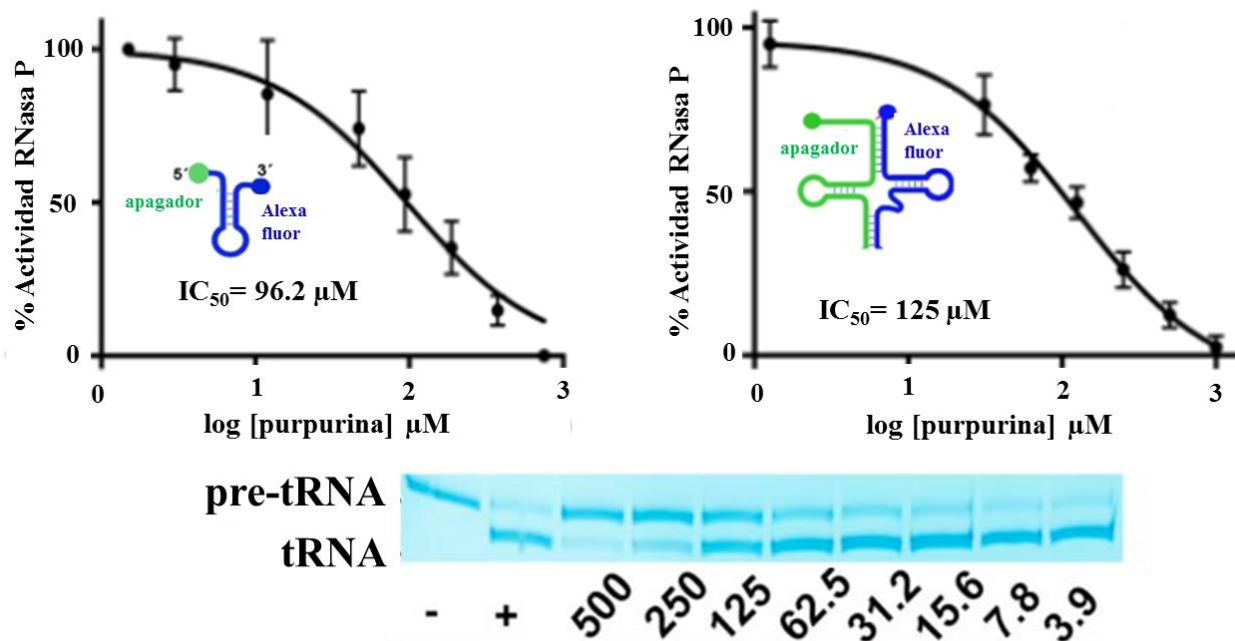 % Actividad RNasa P
100
50
0
5´
3´
apagador
Alexa
fluor
IC50= 96.2 µM
0
1
2
3
log [purpurina] µM
% Actividad RNasa P
100
50
0
apagador
Alexa
fluor
IC50= 125 µM
0
1
2
3
log [purpurina] µM
pre-tRNA
tRNA
- + 500 250 125 62.5 31.2 15.6 7.8 3.9